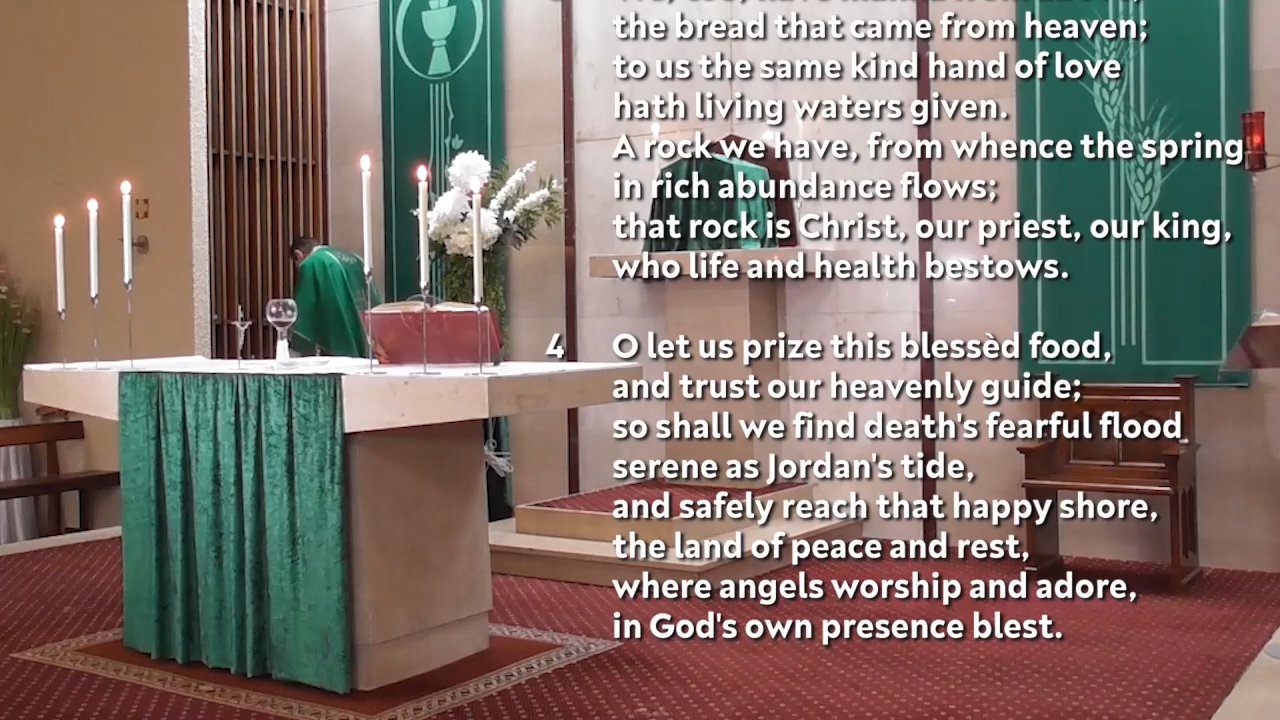 the bread that came from heaven;
to us the same kind hand of love
hath living waters given.
A rock we have, from whence the spring
in rich abundance flows;
that rock is Christ, our priest, our king,
who life and health bestows.
4 O let us prize this blessèd food,
and trust our heavenly guide;
so shall we find death's fearful flood
serene as Jordan's tide,
and safely reach that happy shore,
the land of peace and rest,
where angels worship and adore,
in God's own presence blest.